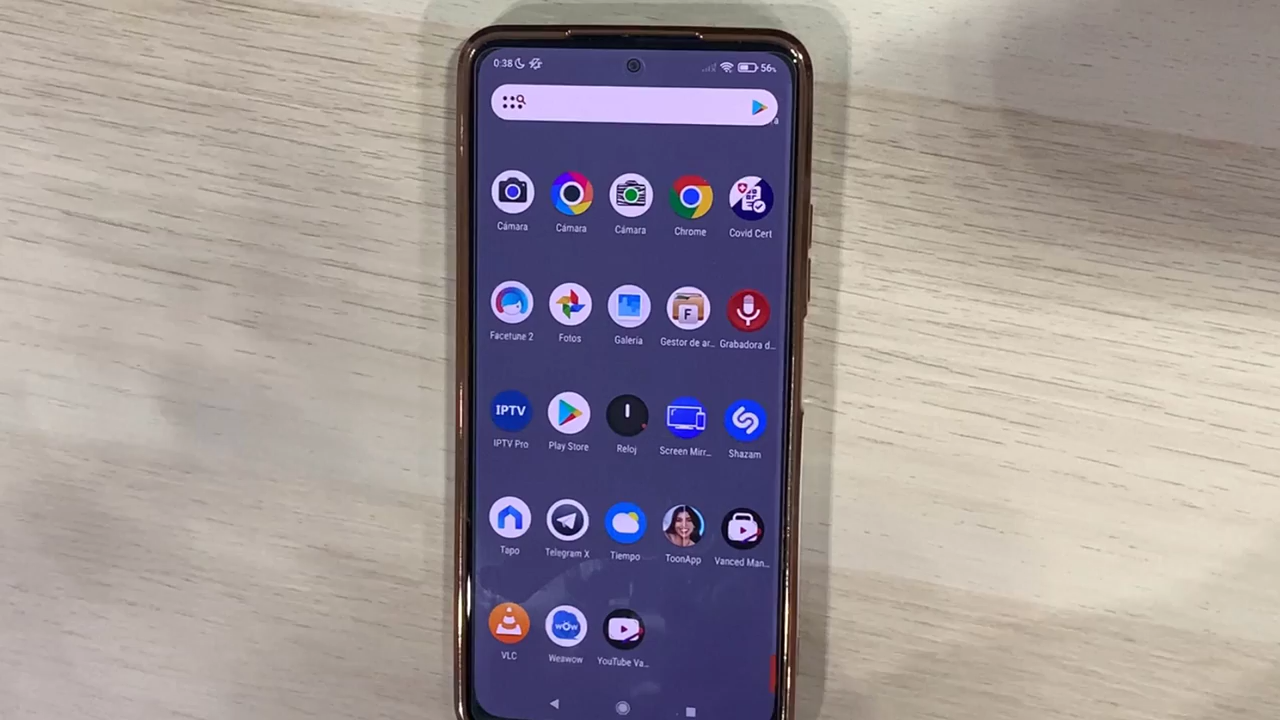 0:38 56%
a
Cámara Cámara Cámara Chrome Covid Cert
F
Facetune 2 Fotos Galería Gestor de ar... Grabadora d...
IPTV
IPTV Pro Play Store Reloj Screen Mirr... Shazam
Tapo Telegram X Tiempo ToonApp Vanced Man...
WOW
VLC Weawow YouTube Va...